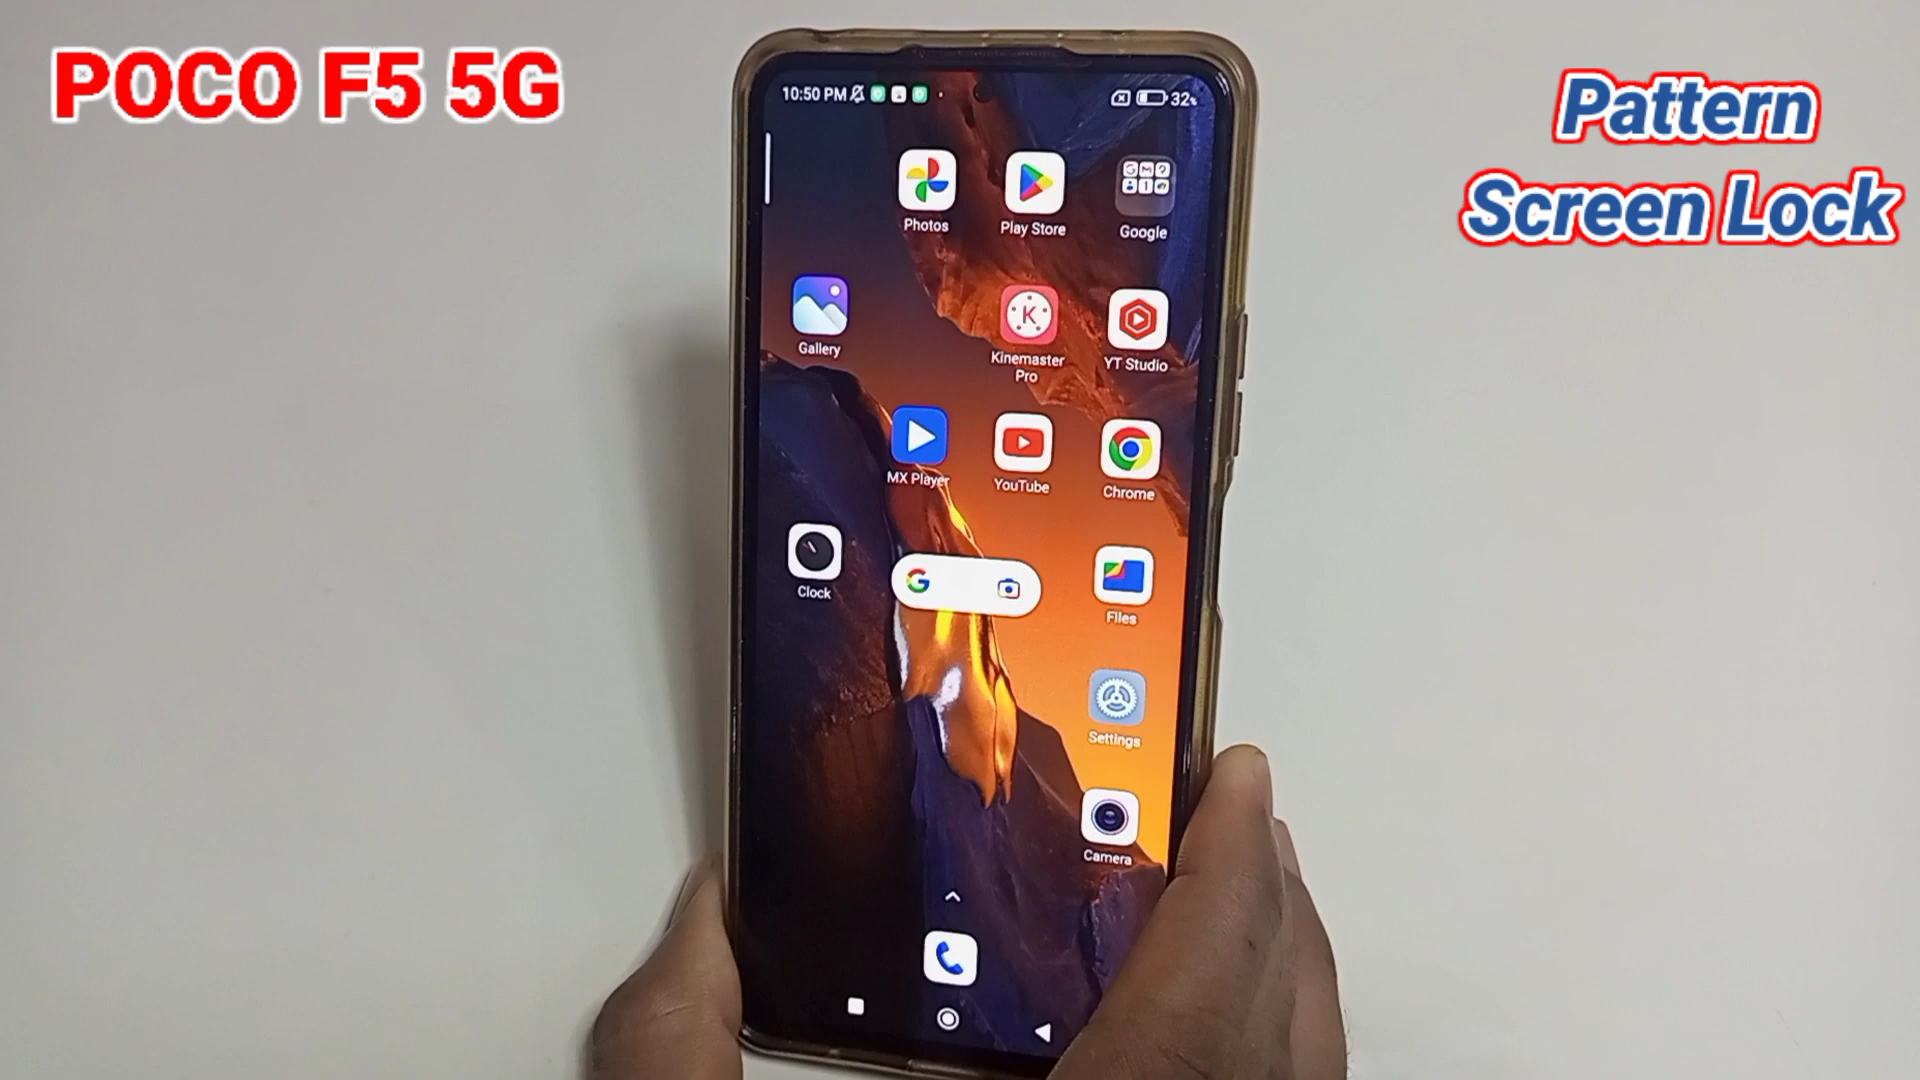 POCO F5 5G
Pattern
Screen Lock
10:50 PM
32%
Photos
Play Store
Google
Gallery
Kinemaster
Pro
YT Studio
MX Player
YouTube
Chrome
Clock
Files
Settings
Camera